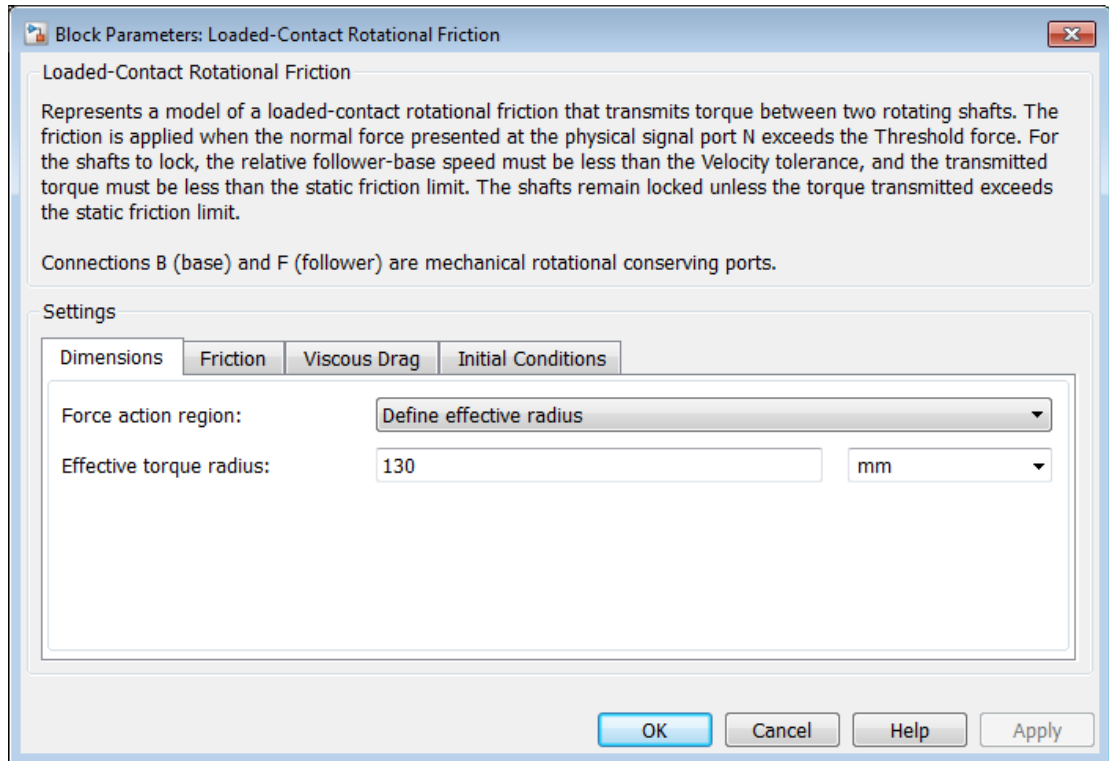 Block Parameters: Loaded-Contact Rotational Friction
Loaded-Contact Rotational Friction
Represents a model of a loaded-contact rotational friction that transmits torque between two rotating shafts. The
friction is applied when the normal force presented at the physical signal port N exceeds the Threshold force. For
the shafts to lock, the relative follower-base speed must be less than the Velocity tolerance, and the transmitted
torque must be less than the static friction limit. The shafts remain locked unless the torque transmitted exceeds
the static friction limit.
Connections B (base) and F (follower) are mechanical rotational conserving ports.
Settings
Dimensions Friction Viscous Drag Initial Conditions
Force action region: Define effective radius
Effective torque radius: 130 mm
OK Cancel Help Apply